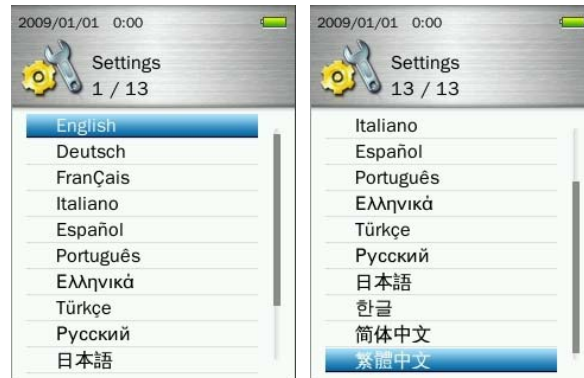 2009/01/01 0:00
Settings
1 / 13
English
Deutsch
FranÇais
Italiano
Español
Português
Ελληνικά
Türkçe
Русский
日本語
2009/01/01 0:00
Settings
13 / 13
Italiano
Español
Português
Ελληνικά
Türkçe
Русский
日本語
한글
简体中文
繁體中文